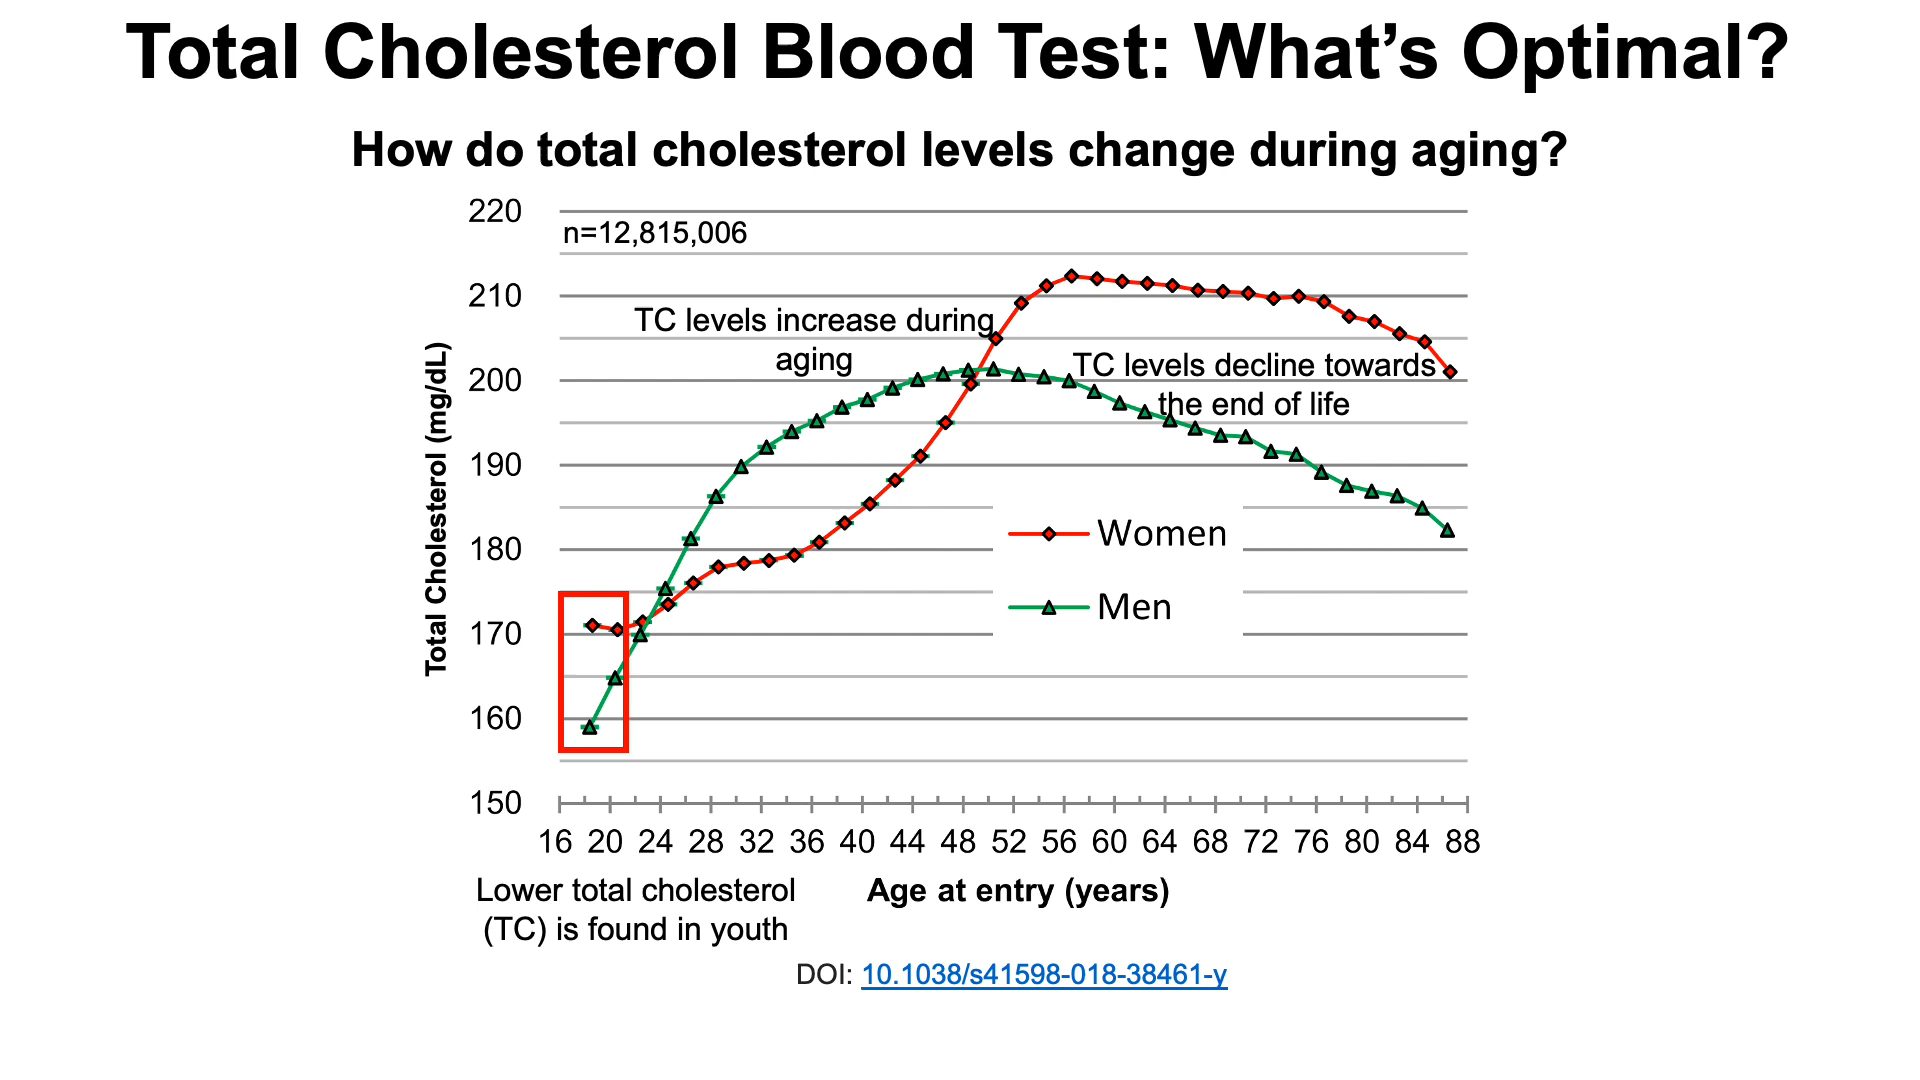 Total Cholesterol Blood Test: What’s Optimal?
How do total cholesterol levels change during aging?
220
n=12,815,006
210
TC levels increase during
aging
TC levels decline towards
the end of life
200
190
180
170
160
150
Total Cholesterol (mg/dL)
Women
Men
16 20 24 28 32 36 40 44 48 52 56 60 64 68 72 76 80 84 88
Lower total cholesterol
(TC) is found in youth
Age at entry (years)
DOI: 10.1038/s41598-018-38461-y